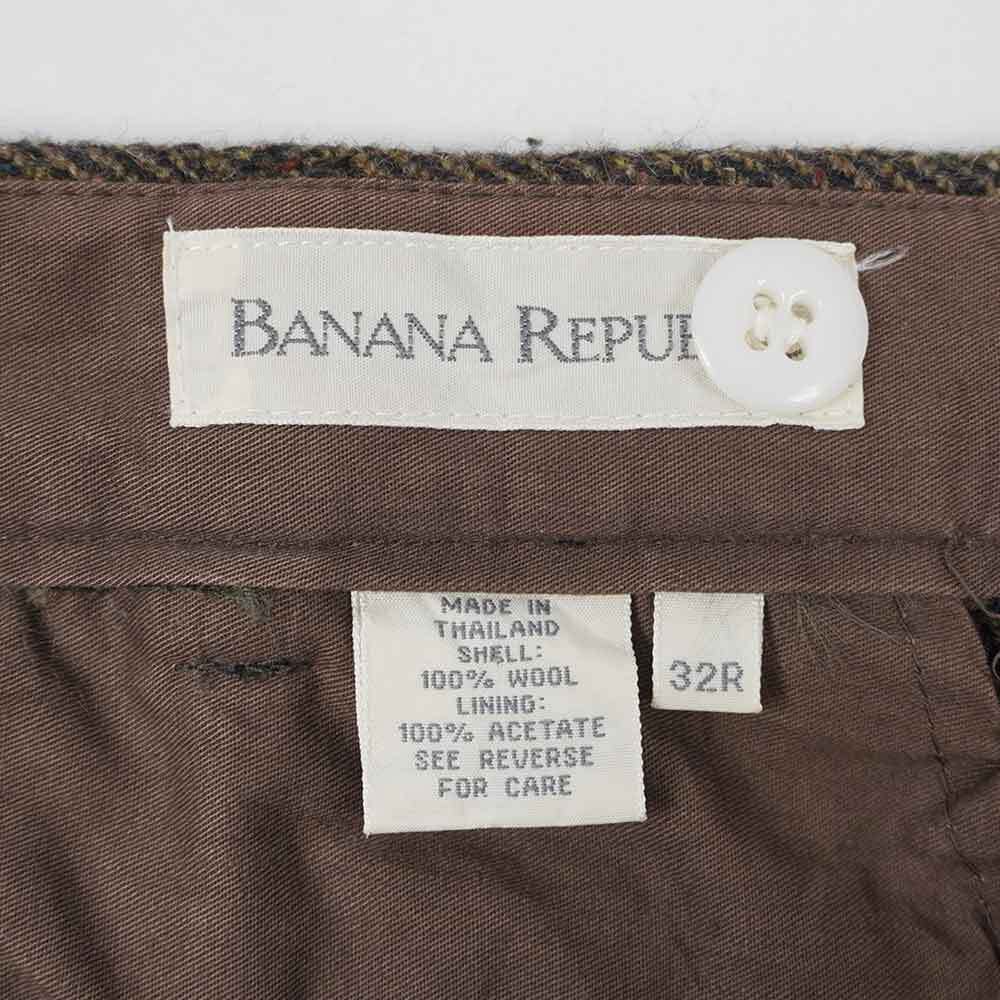 BANANA REPUB
MADE IN
THAILAND
SHELL:
100% WOOL
LINING:
100% ACETATE
SEE REVERSE
FOR CARE
32R